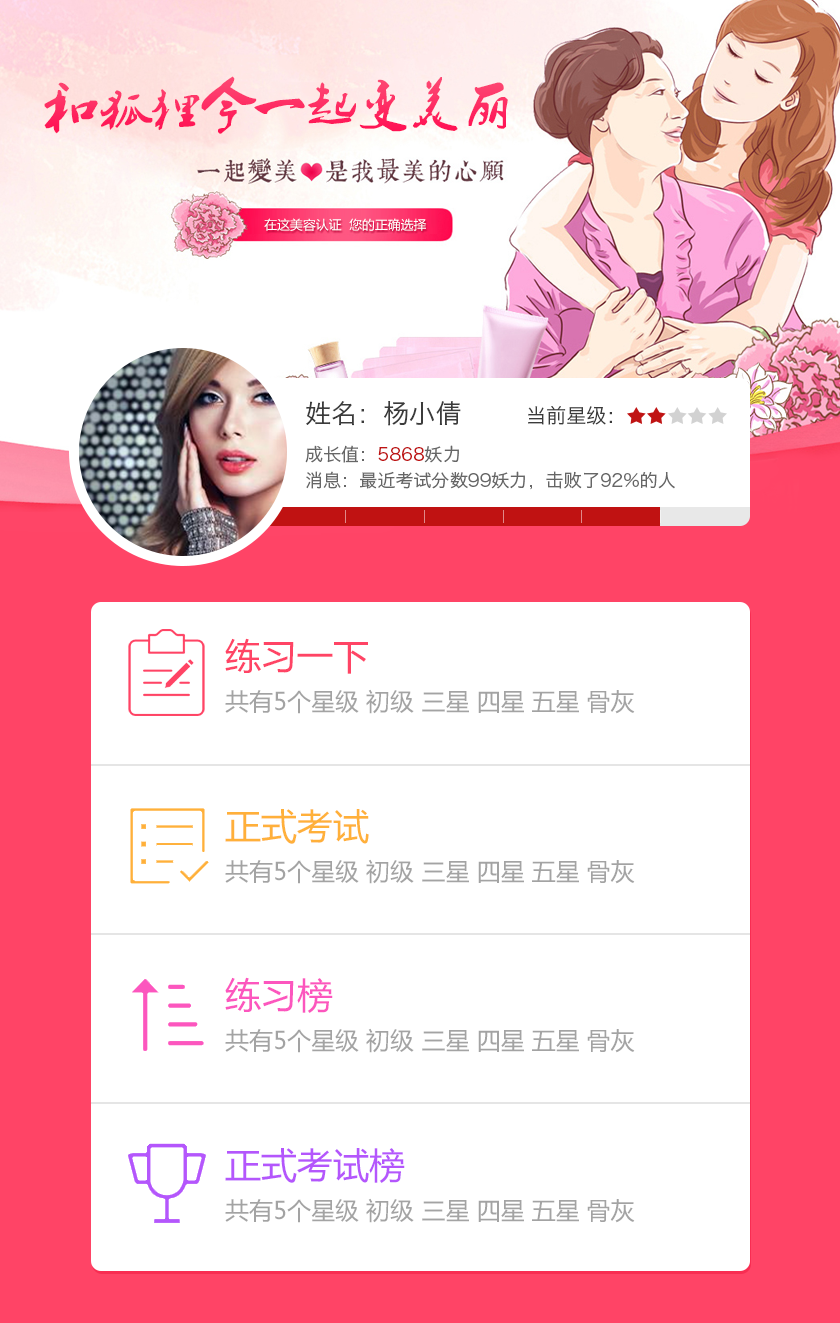 和狐狸今一起变美丽
一起變美❤是我最美的心願
在这美容认证 您的正确选择
姓名：杨小倩 当前星级：
成长值：5868妖力
消息：最近考试分数99妖力，击败了92%的人
练习一下
共有5个星级 初级 三星 四星 五星 骨灰
正式考试
共有5个星级 初级 三星 四星 五星 骨灰
练习榜
共有5个星级 初级 三星 四星 五星 骨灰
正式考试榜
共有5个星级 初级 三星 四星 五星 骨灰